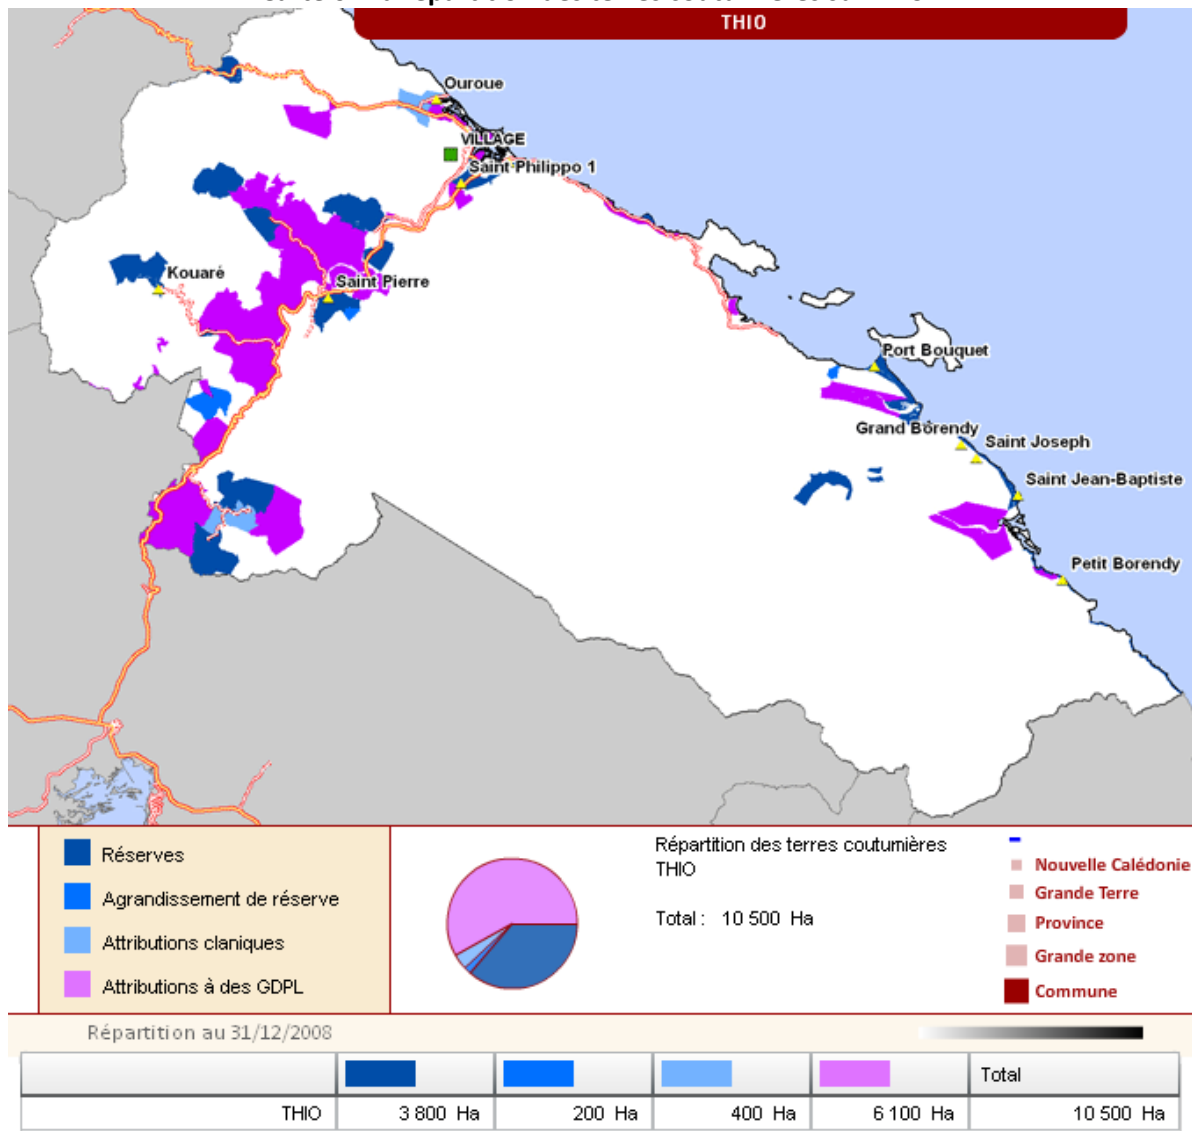 THIO
Ouroue
VILLAGE
Saint Philippo 1
Kouaré
Saint Pierre
Port Bouquet
Grand Borendy
Saint Joseph
Saint Jean-Baptiste
Petit Borendy
Réserves
Agrandissement de réserve
Attributions claniques
Attributions à des GDPL
Répartition des terres coutumières
THIO
Total : 10 500 Ha
Nouvelle Calédonie
Grande Terre
Province
Grande zone
Commune
Répartition au 31/12/2008
Total
THIO 3 800 Ha 200 Ha 400 Ha 6 100 Ha 10 500 Ha